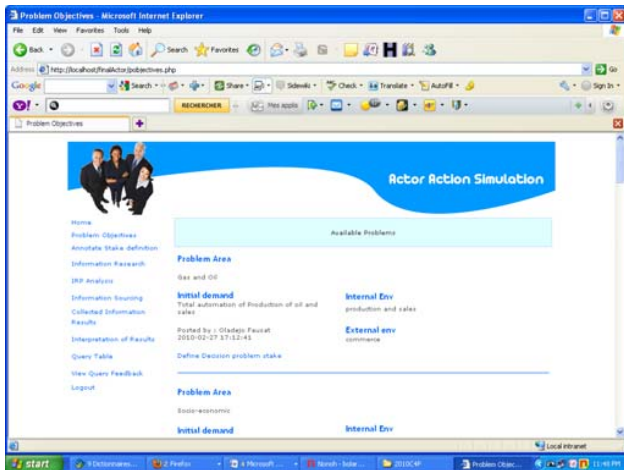 Problem Objectives - Microsoft Internet Explorer
File Edit View Favorites Tools Help
Back Search Favorites
Address http://localhost/finalActor/pobjectives.php Go
Google Search Share Sidewiki Check Translate AutoFill Sign In
Y! RECHERCHER Mes applis
Problem Objectives
Actor Action Simulation
Home
Problem Objectives
Annotate Stake definition
Information Research
IRP Analysis
Information Sourcing
Collected Information
Results
Interpretation of Results
Query Table
View Query Feedback
Logout
Available Problems
Problem Area
Gas and Oil
Initial demand
Total automation of Production of oil and
sales
Internal Env
production and sales
Posted by : Oladejo Fausat
2010-02-27 17:12:41
External env
commerce
Define Decision problem stake
Problem Area
Socio-economic
Initial demand
Internal Env
Local intranet
start 9 Dictionnaires... 2 Firefox 4 Microsoft ... 2010CAP Problem Objec... 11:48 PM